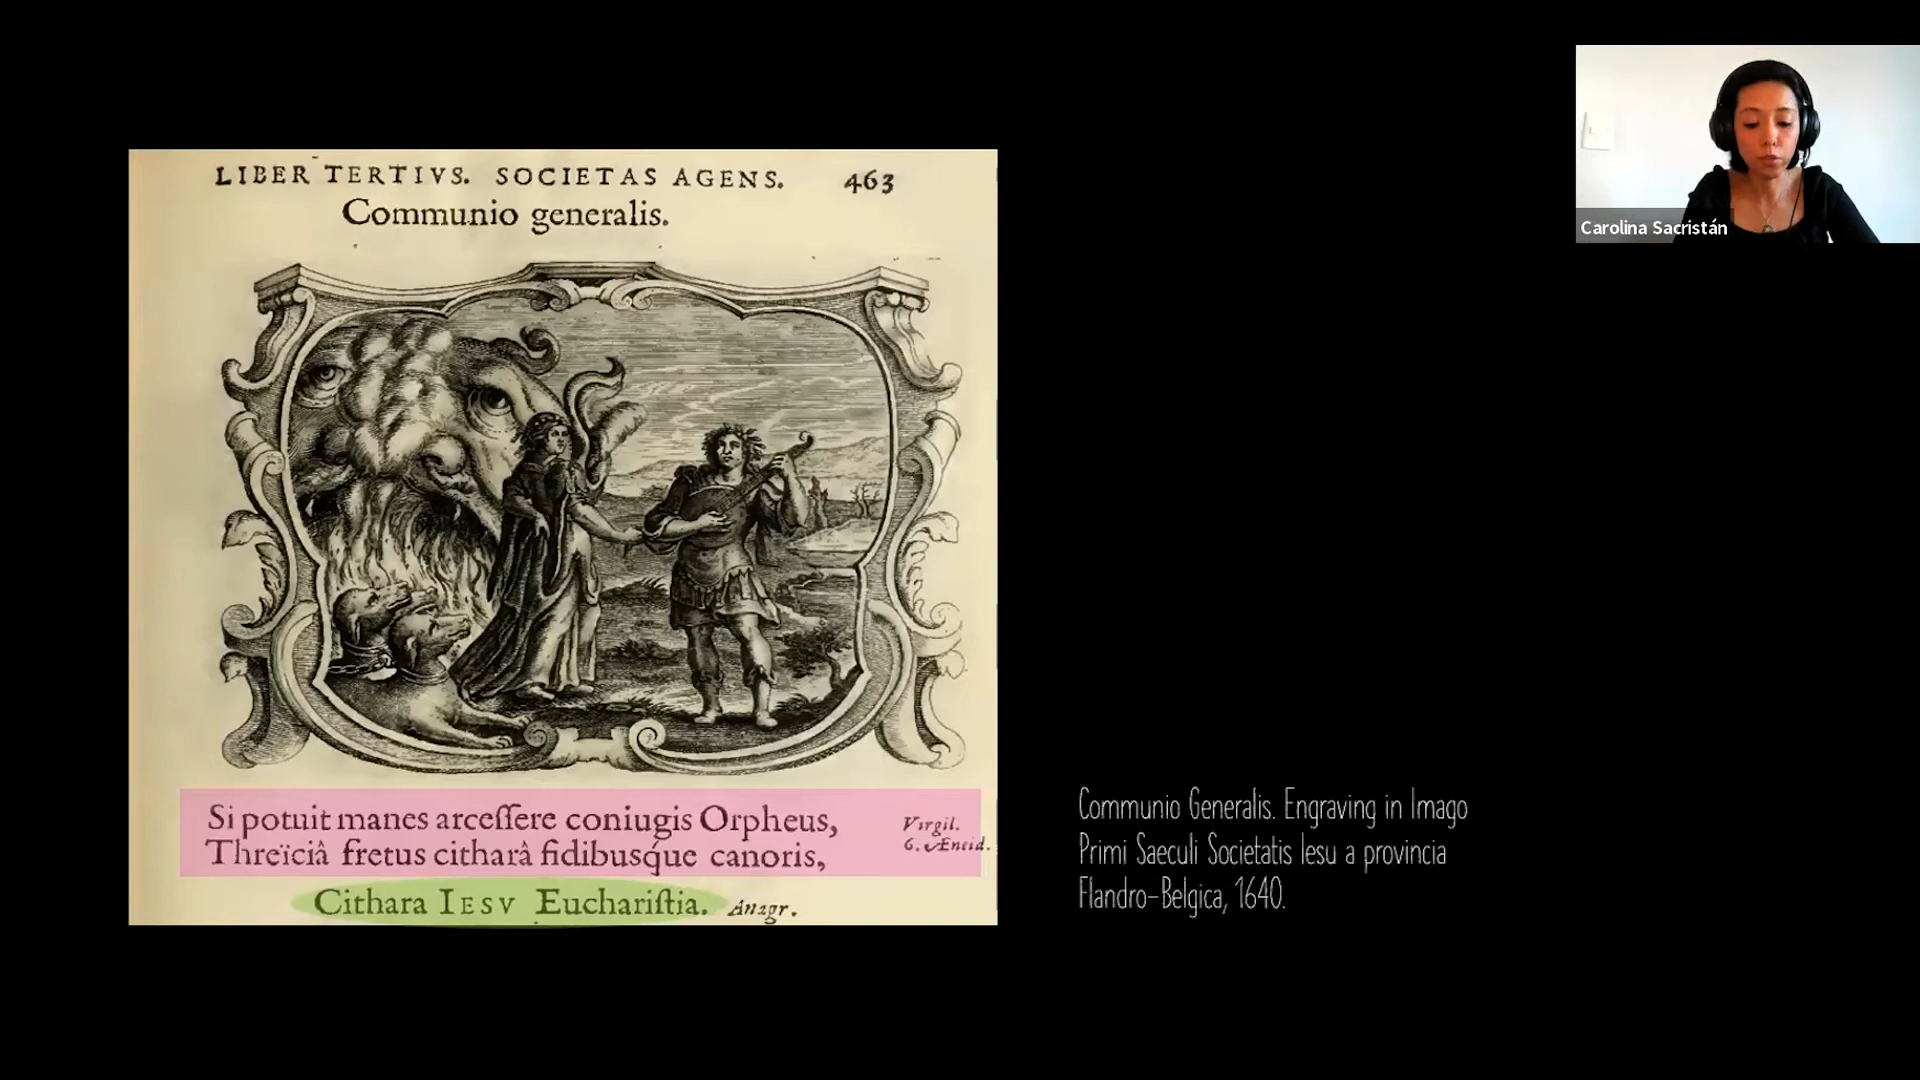 LIBER TERTIVS. SOCIETAS AGENS. 463
Communio generalis.
Si potuit manes arceſſere coniugis Orpheus,
Threïciâ fretus citharâ fidibusq́ue canoris,
Virgil.
6. Æneid.
Cithara IESV Euchariſtia. Anagr.
Communio Generalis. Engraving in Imago
Primi Saeculi Societatis Iesu a provincia
Flandro-Belgica, 1640.
Carolina Sacristán